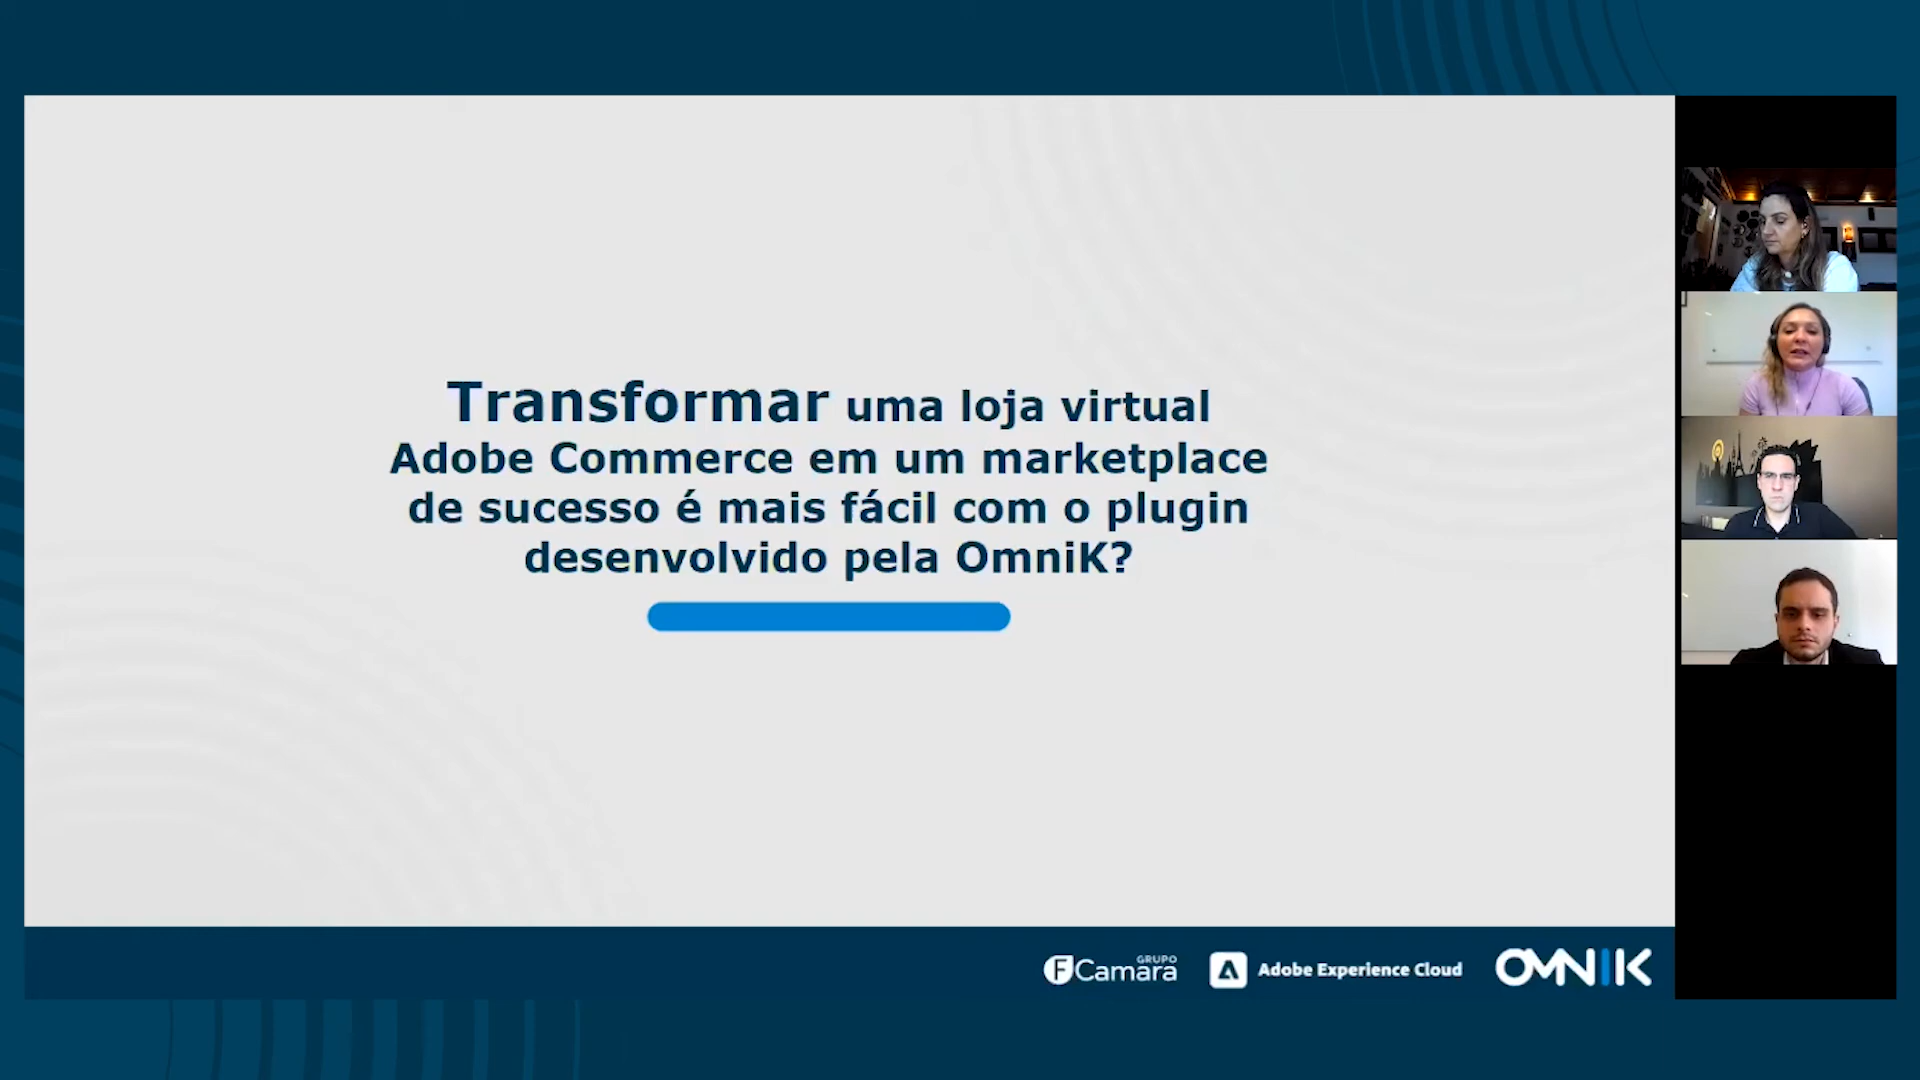 Transformar uma loja virtual
Adobe Commerce em um marketplace
de sucesso é mais fácil com o plugin
desenvolvido pela OmniK?
GRUPO
FCamara
Adobe Experience Cloud
OMNIK